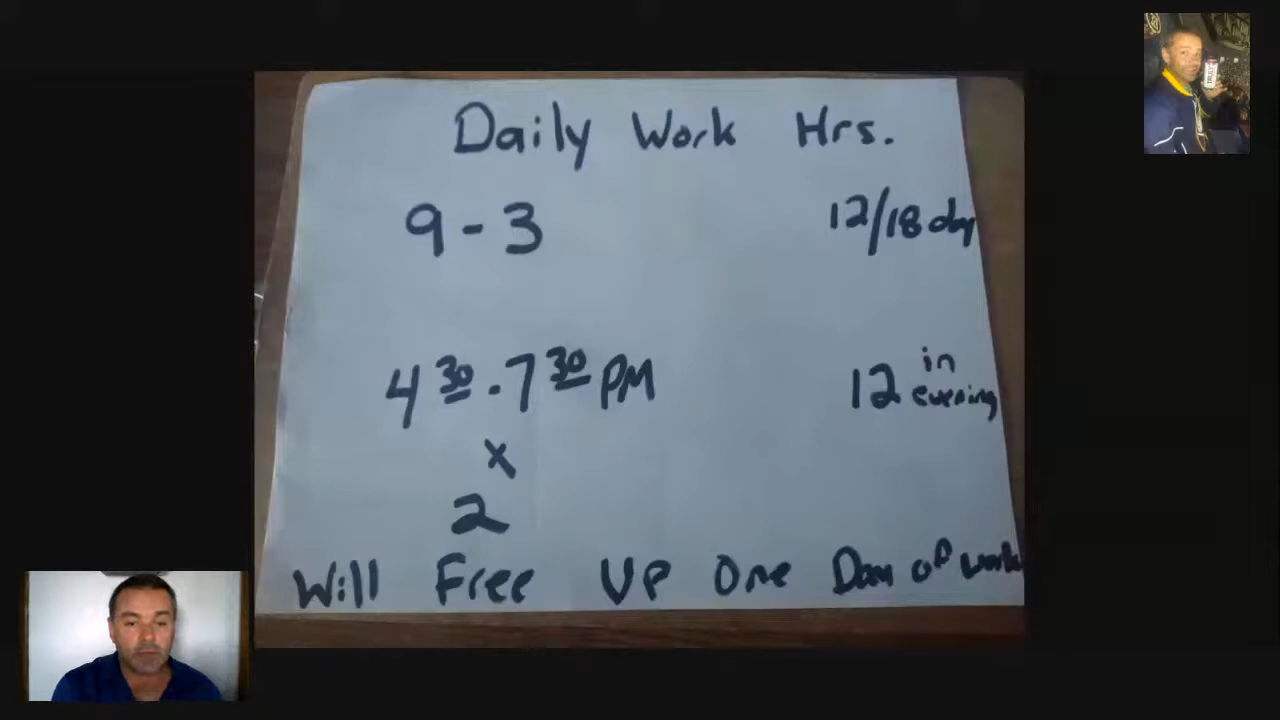 Daily Work Hrs.
9 - 3 12/18 day
4 30 - 7 30 PM 12 in evening
x
2
Will Free Up One Day of work
TRULY